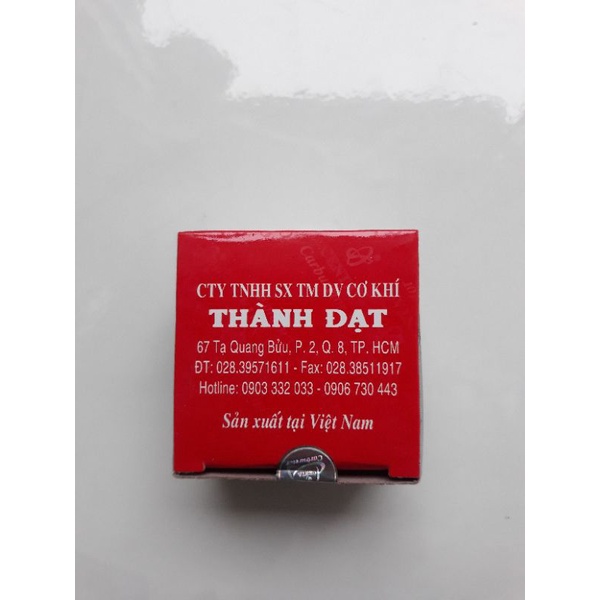 CTY TNHH SX TM DV CƠ KHÍ
THÀNH ĐẠT
67 Tạ Quang Bửu, P. 2, Q. 8, TP. HCM
ĐT: 028.39571611 - Fax: 028.38511917
Hotline: 0903 332 033 - 0906 730 443
Sản xuất tại Việt Nam